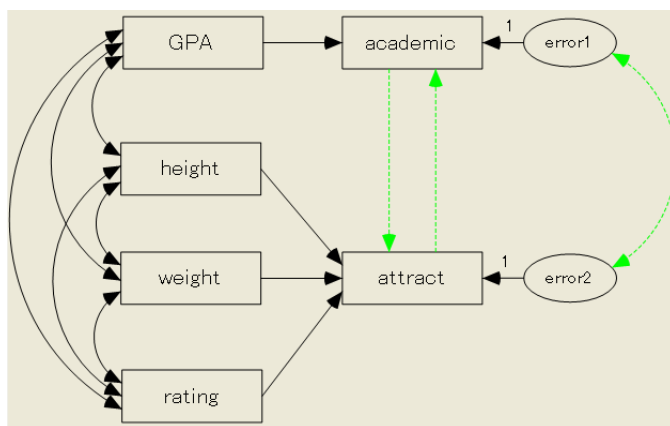 GPA
academic
1
error1
height
weight
attract
1
error2
rating